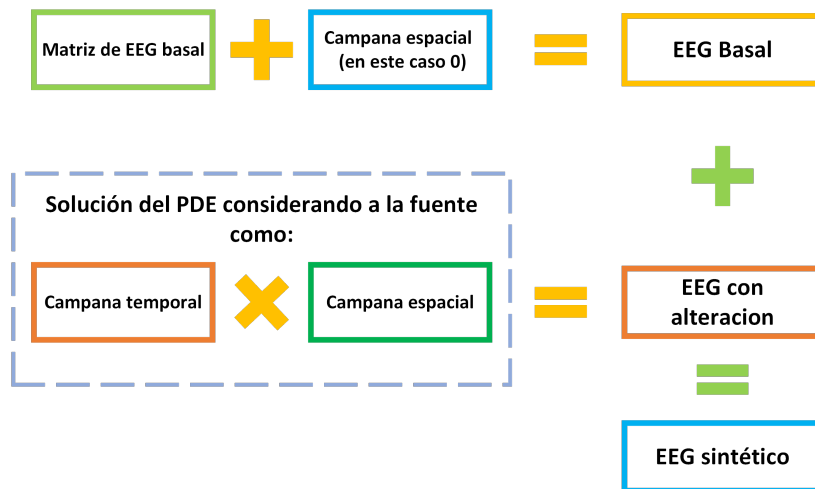 Matriz de EEG basal
Campana espacial
(en este caso 0)
EEG Basal
Solución del PDE considerando a la fuente
como:
Campana temporal
Campana espacial
EEG con
alteracion
EEG sintético